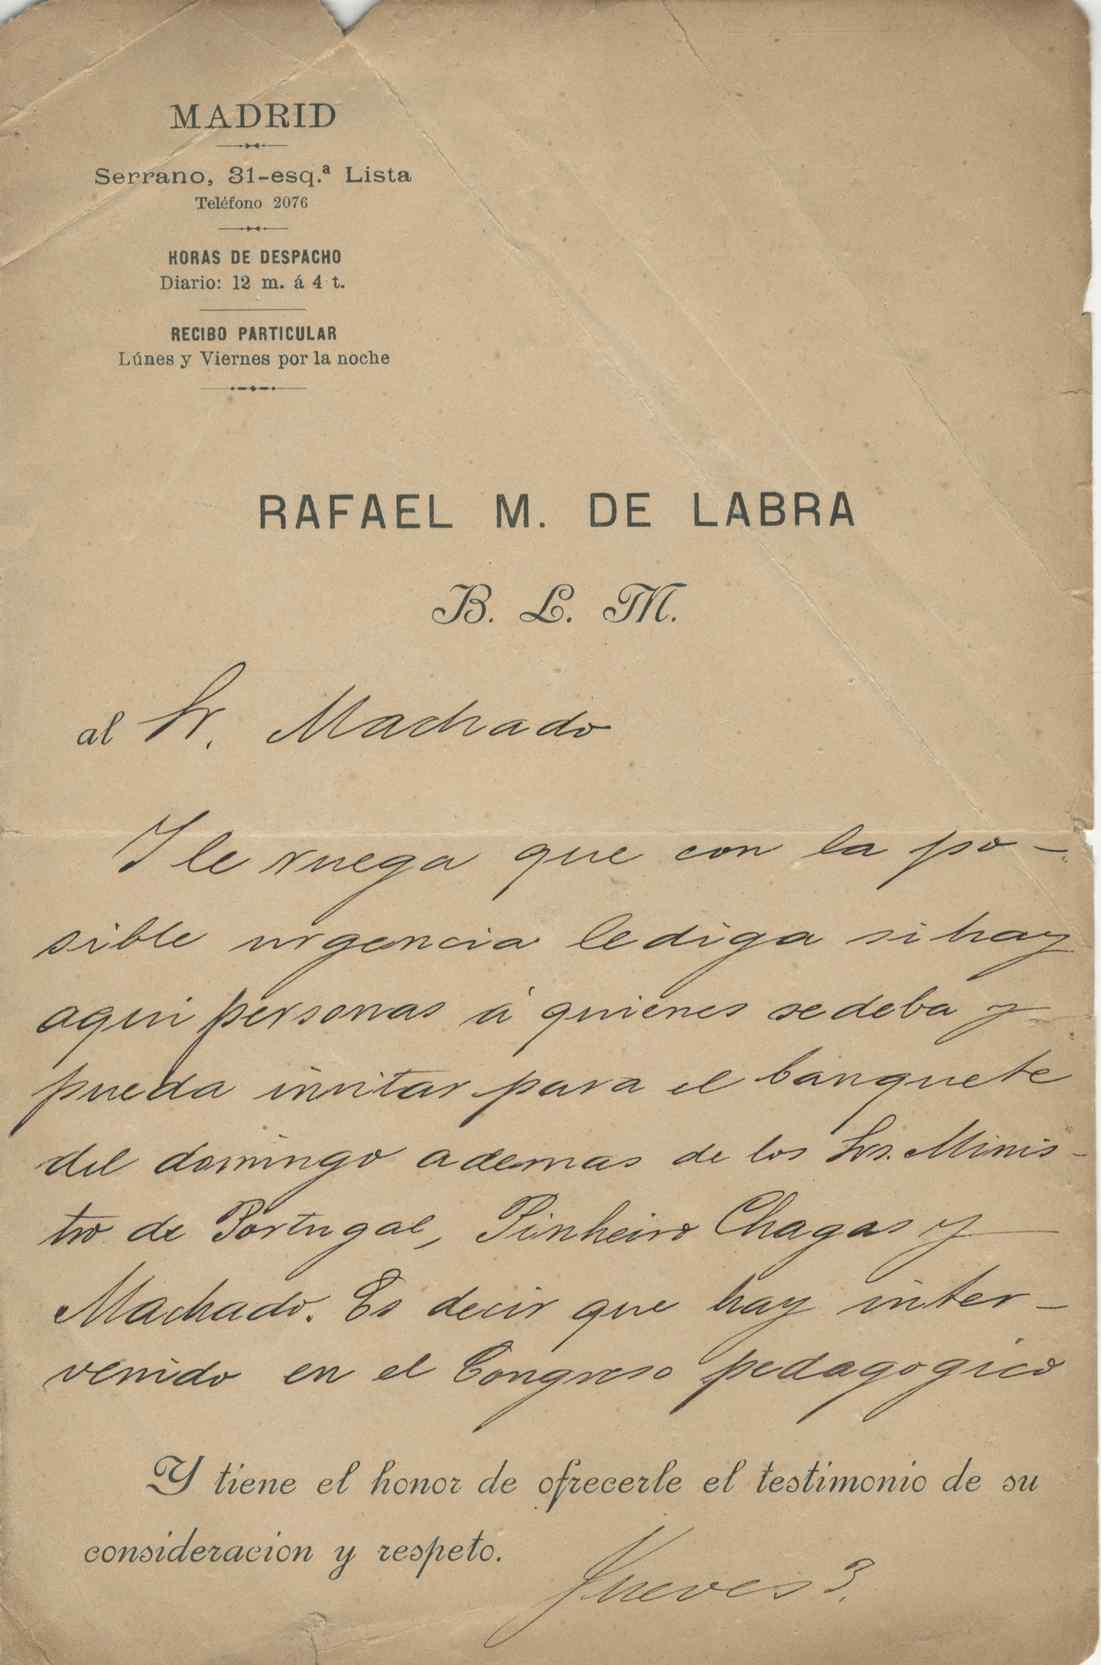 MADRID
Serrano, 31-esq.ª Lista
Teléfono 2076
HORAS DE DESPACHO
Diario: 12 m. á 4 t.
RECIBO PARTICULAR
Lúnes y Viernes por la noche
RAFAEL M. DE LABRA
B. L. M.
al Sr. Machado
Y le ruega que con la po-
sible urgencia le diga si hay
aqui personas á quienes se deba y
pueda invitar para el banquete
del domingo ademas de los Srs. Minis-
tro de Portugal, Pinheiro Chagas y
Machado. Es decir que hay inter-
venido en el Congreso pedagogico
Y tiene el honor de ofrecerle el testimonio de su
consideracion y respeto.
Jueves 3.